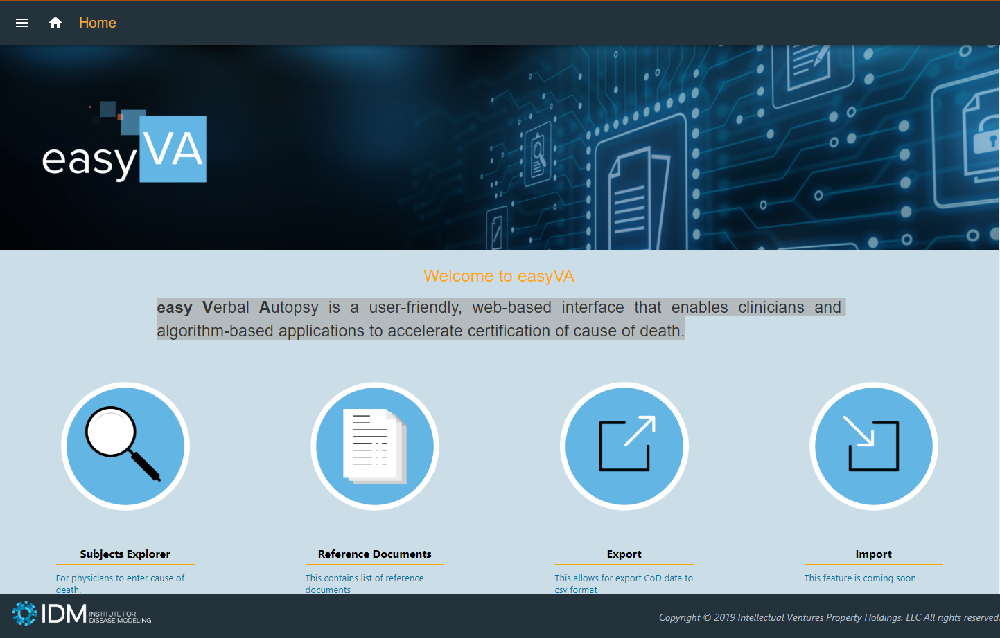 Home
easyVA
Welcome to easyVA
easy Verbal Autopsy is a user-friendly, web-based interface that enables clinicians and
algorithm-based applications to accelerate certification of cause of death.
Subjects Explorer
For physicians to enter cause of
death.
Reference Documents
This contains list of reference
documents
Export
This allows for export CoD data to
csv format
Import
This feature is coming soon
IDM INSTITUTE FOR
DISEASE MODELING
Copyright © 2019 Intellectual Ventures Property Holdings, LLC All rights reserved.